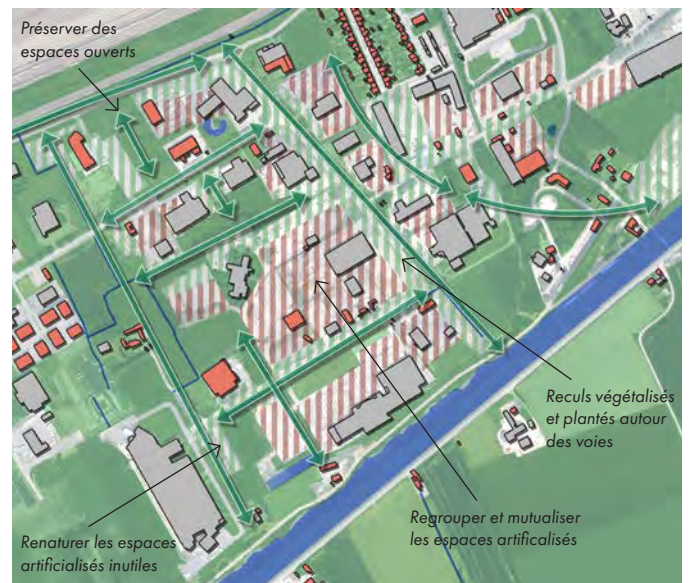 Préserver des
espaces ouverts
Reculs végétalisés
et plantés autour
des voies
Regrouper et mutualiser
les espaces artificalisés
Renaturer les espaces
artificialisés inutiles